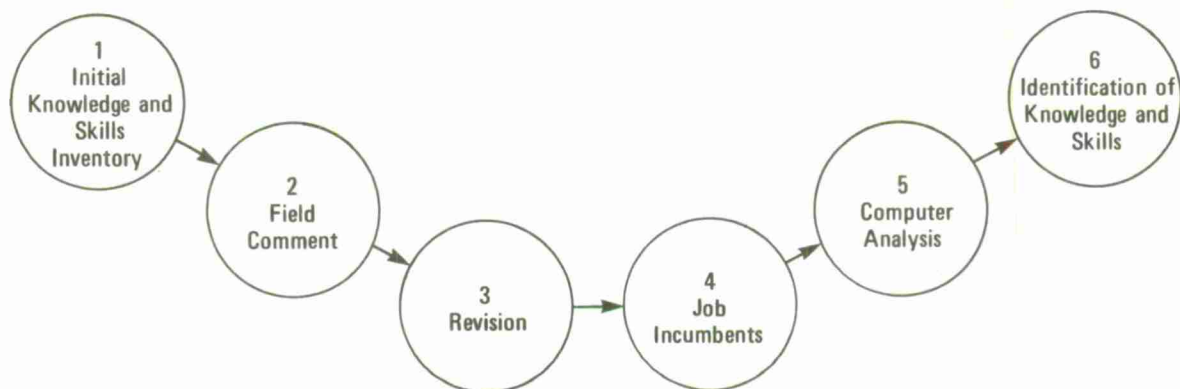 1
Initial
Knowledge and
Skills
Inventory
2
Field
Comment
3
Revision
4
Job
Incumbents
5
Computer
Analysis
6
Identification of
Knowledge and
Skills